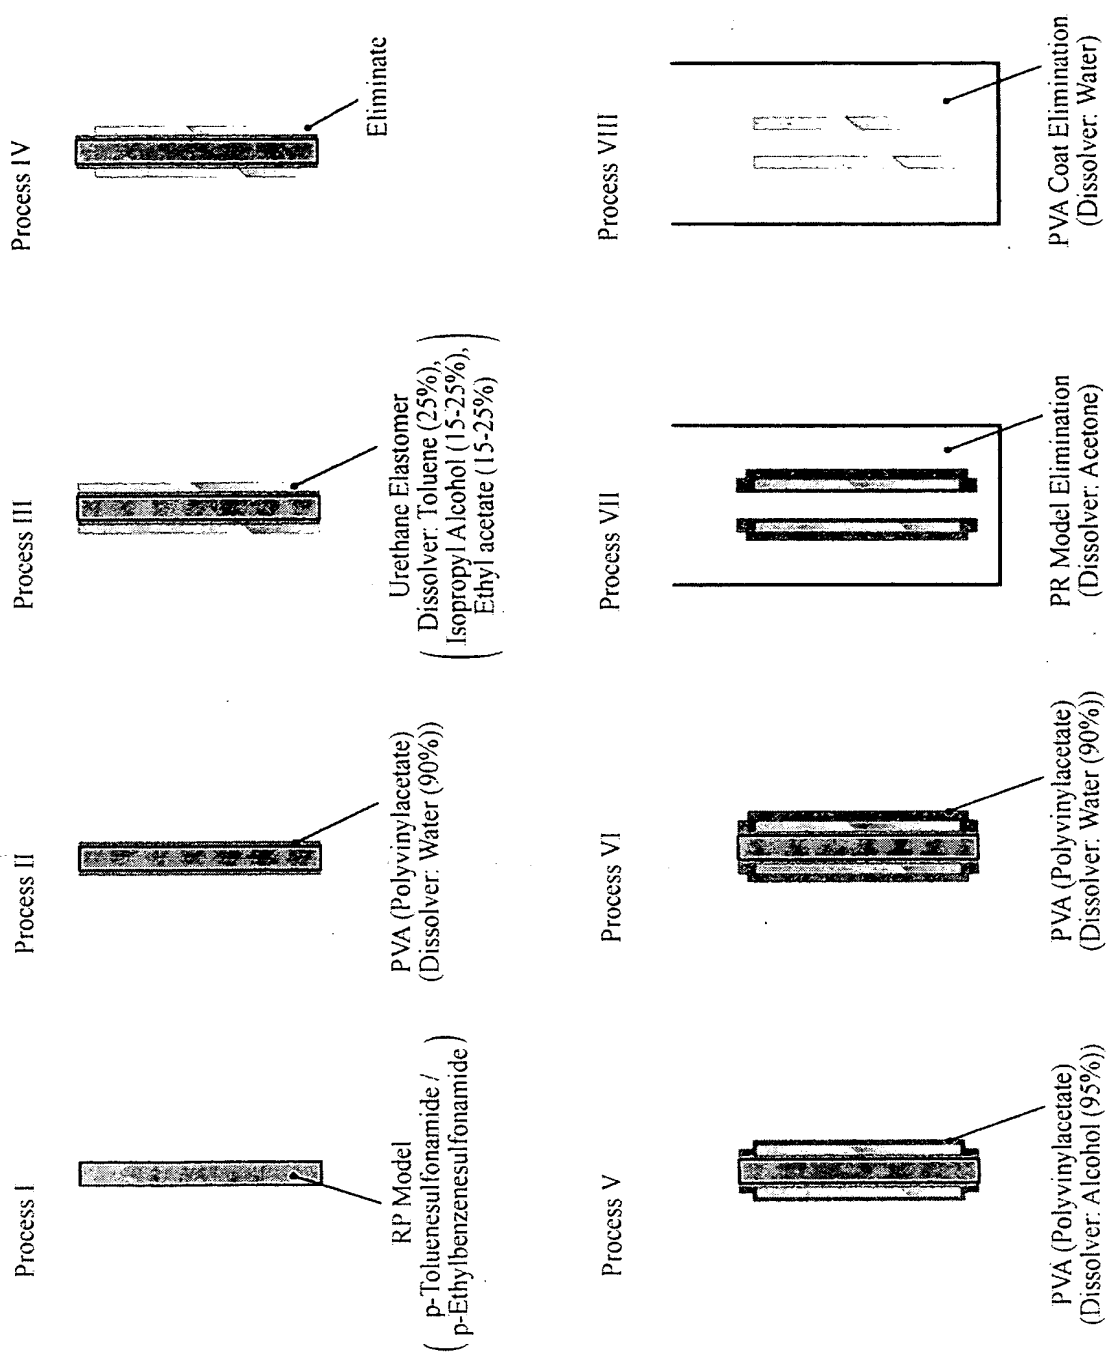 Process I
RP Model
( p-Toluenesulfonamide /
p-Ethylbenzenesulfonamide )
Process II
PVA (Polyvinylacetate)
(Dissolver: Water (90%))
Process III
Urethane Elastomer
( Dissolver: Toluene (25%),
Isopropyl Alcohol (15-25%),
Ethyl acetate (15-25%) )
Process IV
Eliminate
Process V
PVA (Polyvinylacetate)
(Dissolver: Alcohol (95%))
Process VI
PVA (Polyvinylacetate)
(Dissolver: Water (90%))
Process VII
PR Model Elimination
(Dissolver: Acetone)
Process VIII
PVA Coat Elimination
(Dissolver: Water)